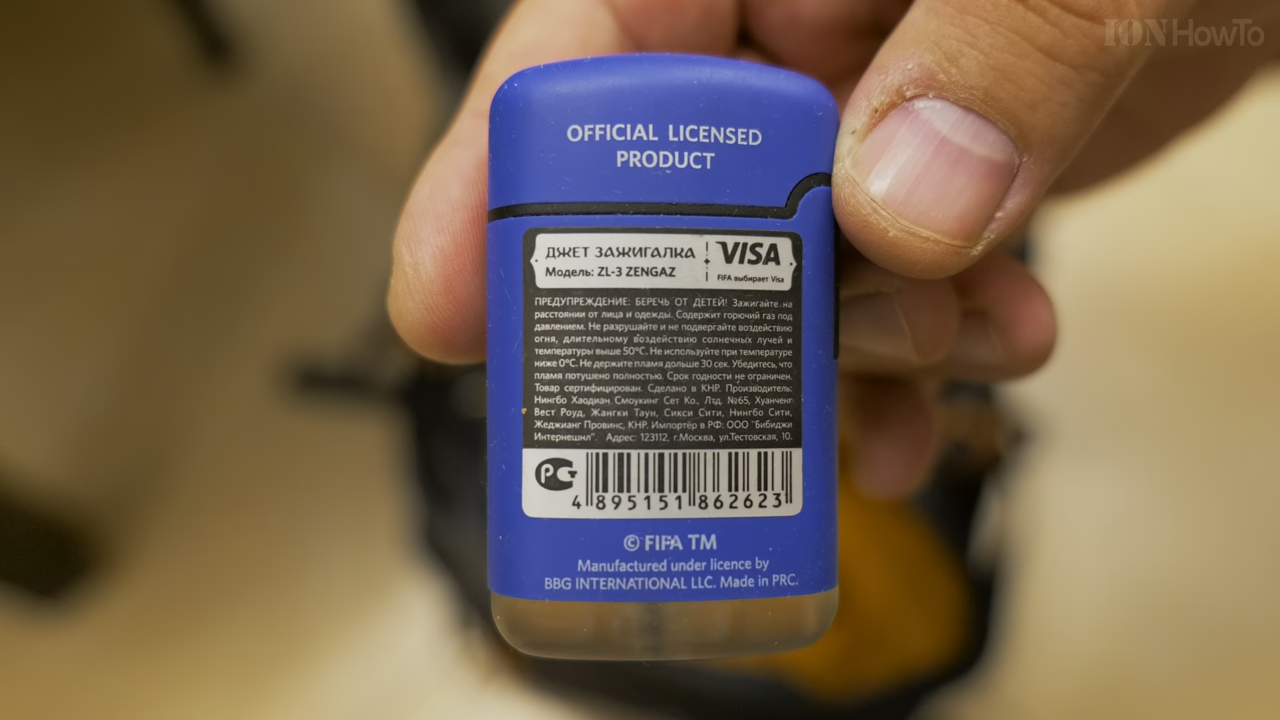 IONHowTo
OFFICIAL LICENSED
PRODUCT
ДЖЕТ ЗАЖИГАЛКА
Модель: ZL-3 ZENGAZ
VISA
FIFA выбирает Visa
ПРЕДУПРЕЖДЕНИЕ: БЕРЕЧЬ ОТ ДЕТЕЙ! Зажигайте на
расстоянии от лица и одежды. Содержит горючий газ под
давлением. Не разрушайте и не подвергайте воздействию
огня, длительному воздействию солнечных лучей и
температуры выше 50°С. Не используйте при температуре
ниже 0°С. Не держите пламя дольше 30 сек. Убедитесь, что
пламя потушено полностью. Срок годности не ограничен.
Товар сертифицирован. Сделано в КНР. Производитель:
Нингбо Хаодиан Смоукинг Сет Ко., Лтд. №65, Хуанченг
Вест Роуд, Жангки Таун, Сикси Сити, Нингбо Сити,
Жеджианг Провинс, КНР. Импортёр в РФ: ООО "Бибиджи
Интернешнл". Адрес: 123112, г.Москва, ул.Тестовская, 10.
РСТ
4 895151 862623
© FIFA TM
Manufactured under licence by
BBG INTERNATIONAL LLC. Made in PRC.